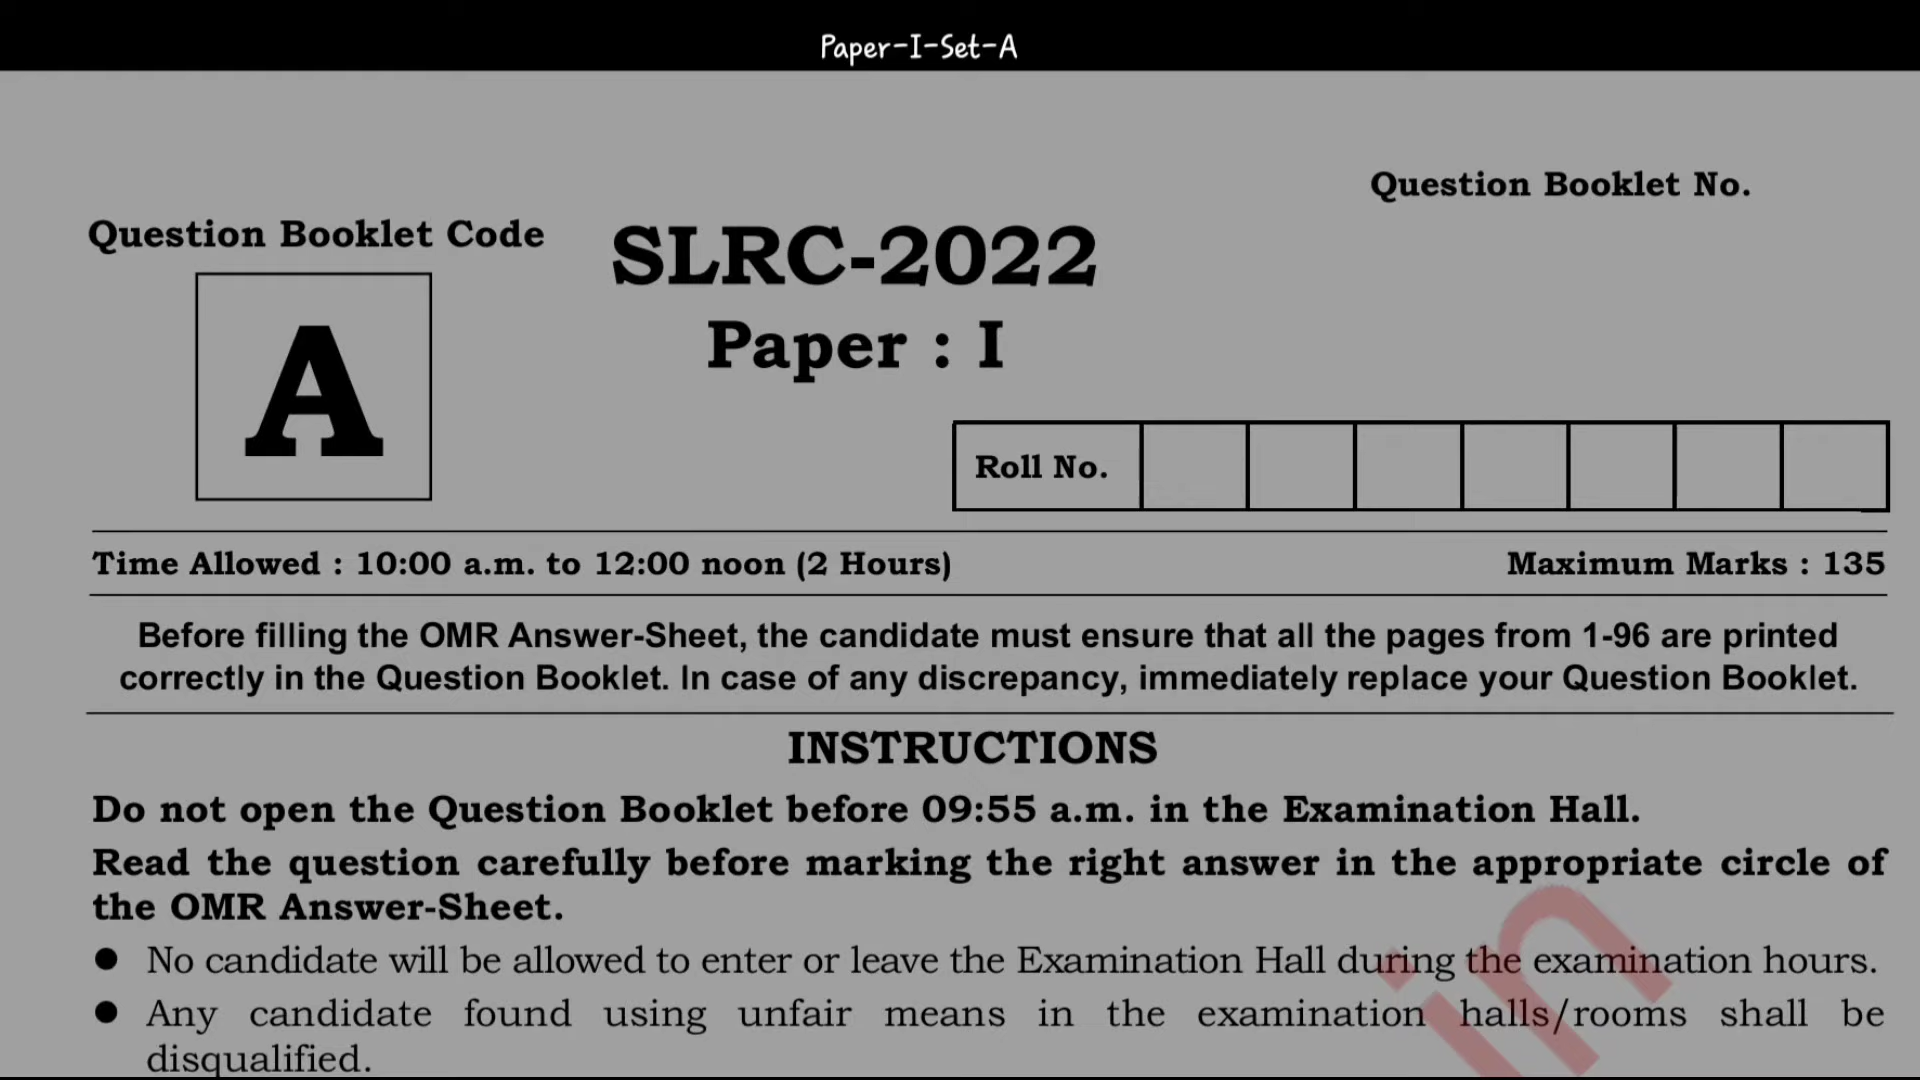 Paper-I-Set-A
Question Booklet No.
Question Booklet Code
SLRC-2022
A
Paper : I
Roll No.
Time Allowed : 10:00 a.m. to 12:00 noon (2 Hours)
Maximum Marks : 135
Before filling the OMR Answer-Sheet, the candidate must ensure that all the pages from 1-96 are printed
correctly in the Question Booklet. In case of any discrepancy, immediately replace your Question Booklet.
INSTRUCTIONS
Do not open the Question Booklet before 09:55 a.m. in the Examination Hall.
Read the question carefully before marking the right answer in the appropriate circle of
the OMR Answer-Sheet.
● No candidate will be allowed to enter or leave the Examination Hall during the examination hours.
● Any candidate found using unfair means in the examination halls/rooms shall be
disqualified.
in